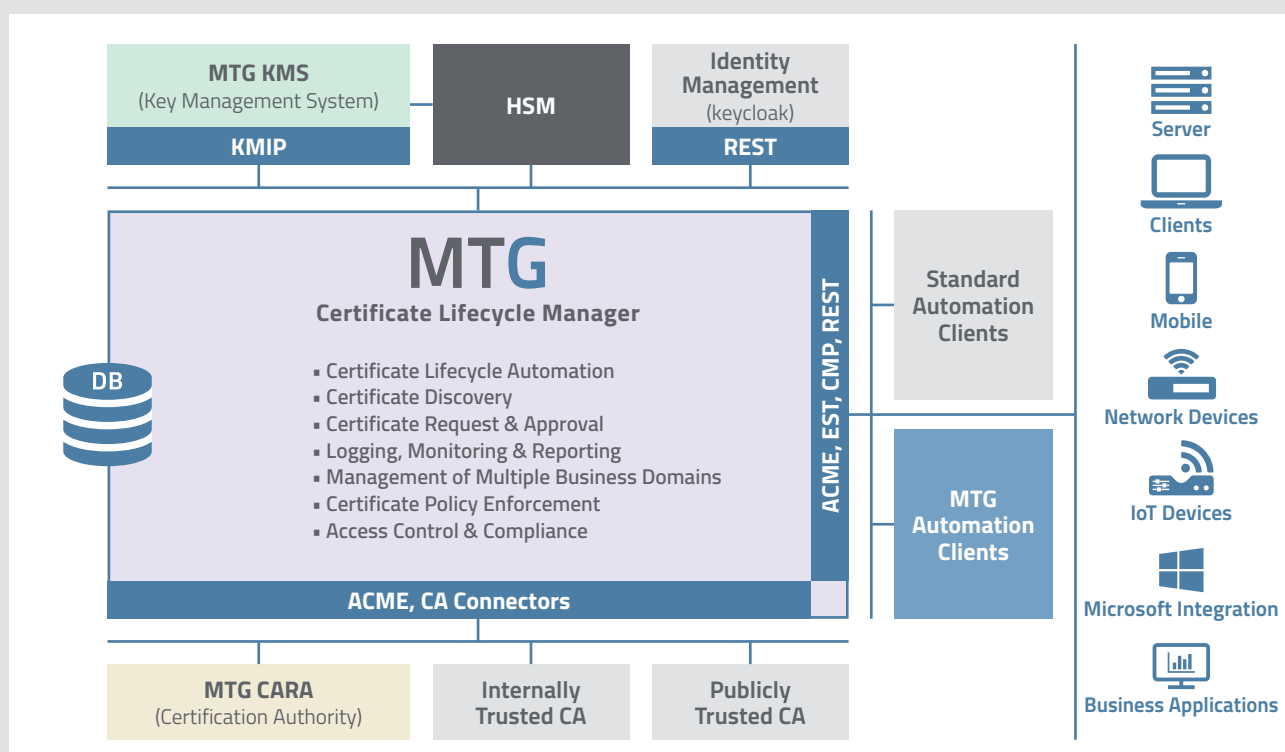 MTG KMS
(Key Management System)
KMIP
HSM
Identity
Management
(keycloak)
REST
MTG
Certificate Lifecycle Manager
▪ Certificate Lifecycle Automation
▪ Certificate Discovery
▪ Certificate Request & Approval
▪ Logging, Monitoring & Reporting
▪ Management of Multiple Business Domains
▪ Certificate Policy Enforcement
▪ Access Control & Compliance
DB
ACME, EST, CMP, REST
ACME, CA Connectors
MTG CARA
(Certification Authority)
Internally
Trusted CA
Publicly
Trusted CA
Standard
Automation
Clients
MTG
Automation
Clients
Server
Clients
Mobile
Network Devices
IoT Devices
Microsoft Integration
Business Applications